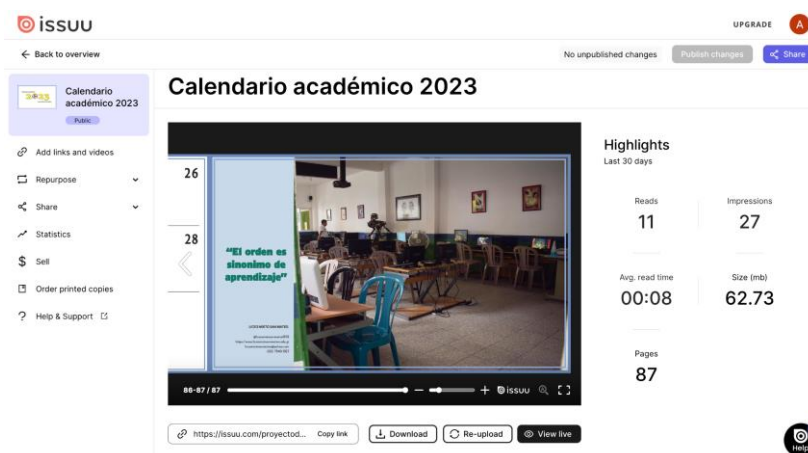 issuu
UPGRADE
A
Back to overview
No unpublished changes
Publish changes
Share
Calendario
académico 2023
Public
Add links and videos
Repurpose
Share
Statistics
Sell
Order printed copies
Help & Support
Calendario académico 2023
26
28
“El orden es
sinonimo de
aprendizaje”
86-87 / 87
issuu
https://issuu.com/proyectod...
Copy link
Download
Re-upload
View live
Highlights
Last 30 days
Reads
Impressions
11
27
Avg. read time
Size (mb)
00:08
62.73
Pages
87
Help